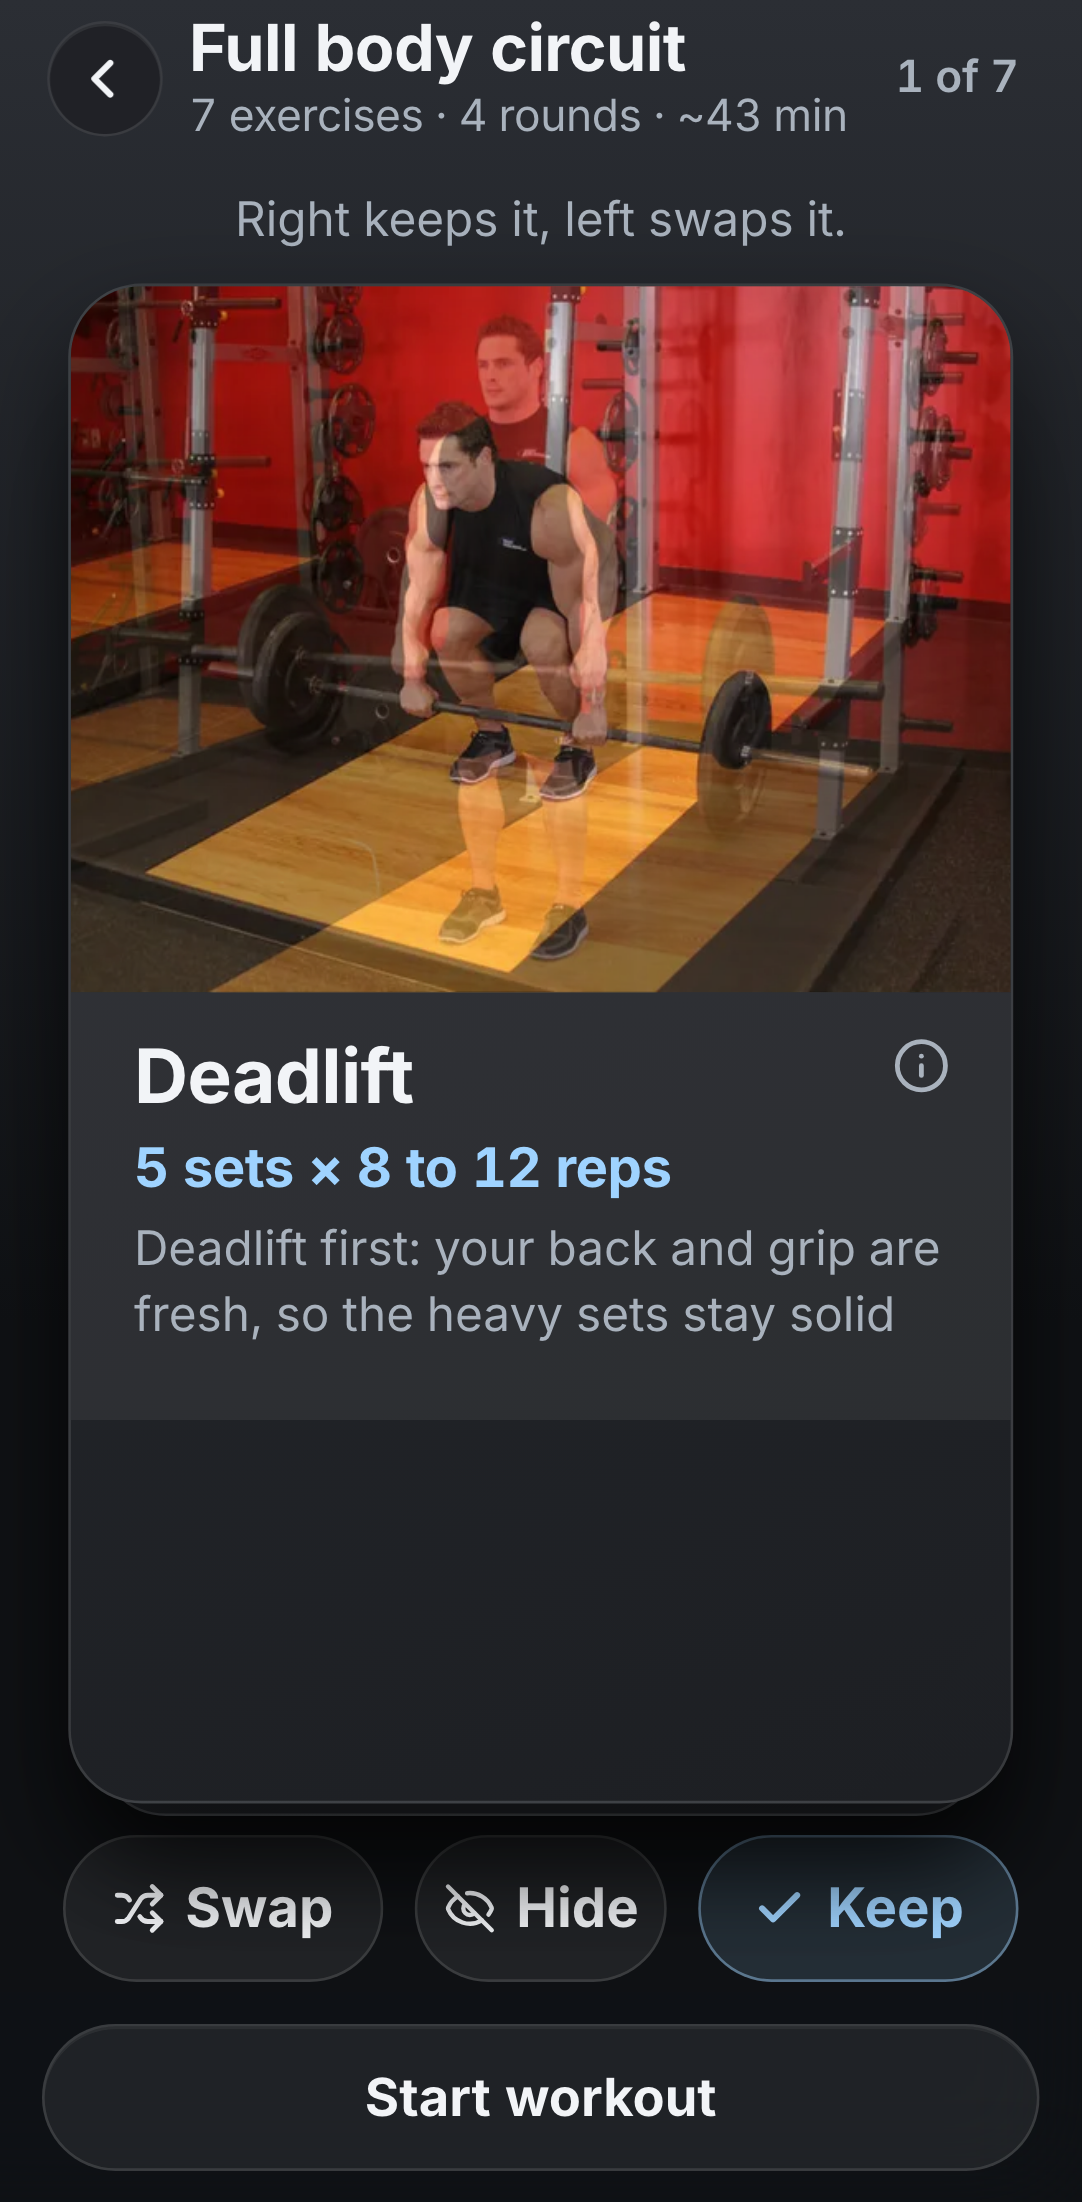 Full body circuit
7 exercises · 4 rounds · ~43 min
1 of 7
Right keeps it, left swaps it.
Deadlift
5 sets × 8 to 12 reps
Deadlift first: your back and grip are
fresh, so the heavy sets stay solid
Swap
Hide
Keep
Start workout